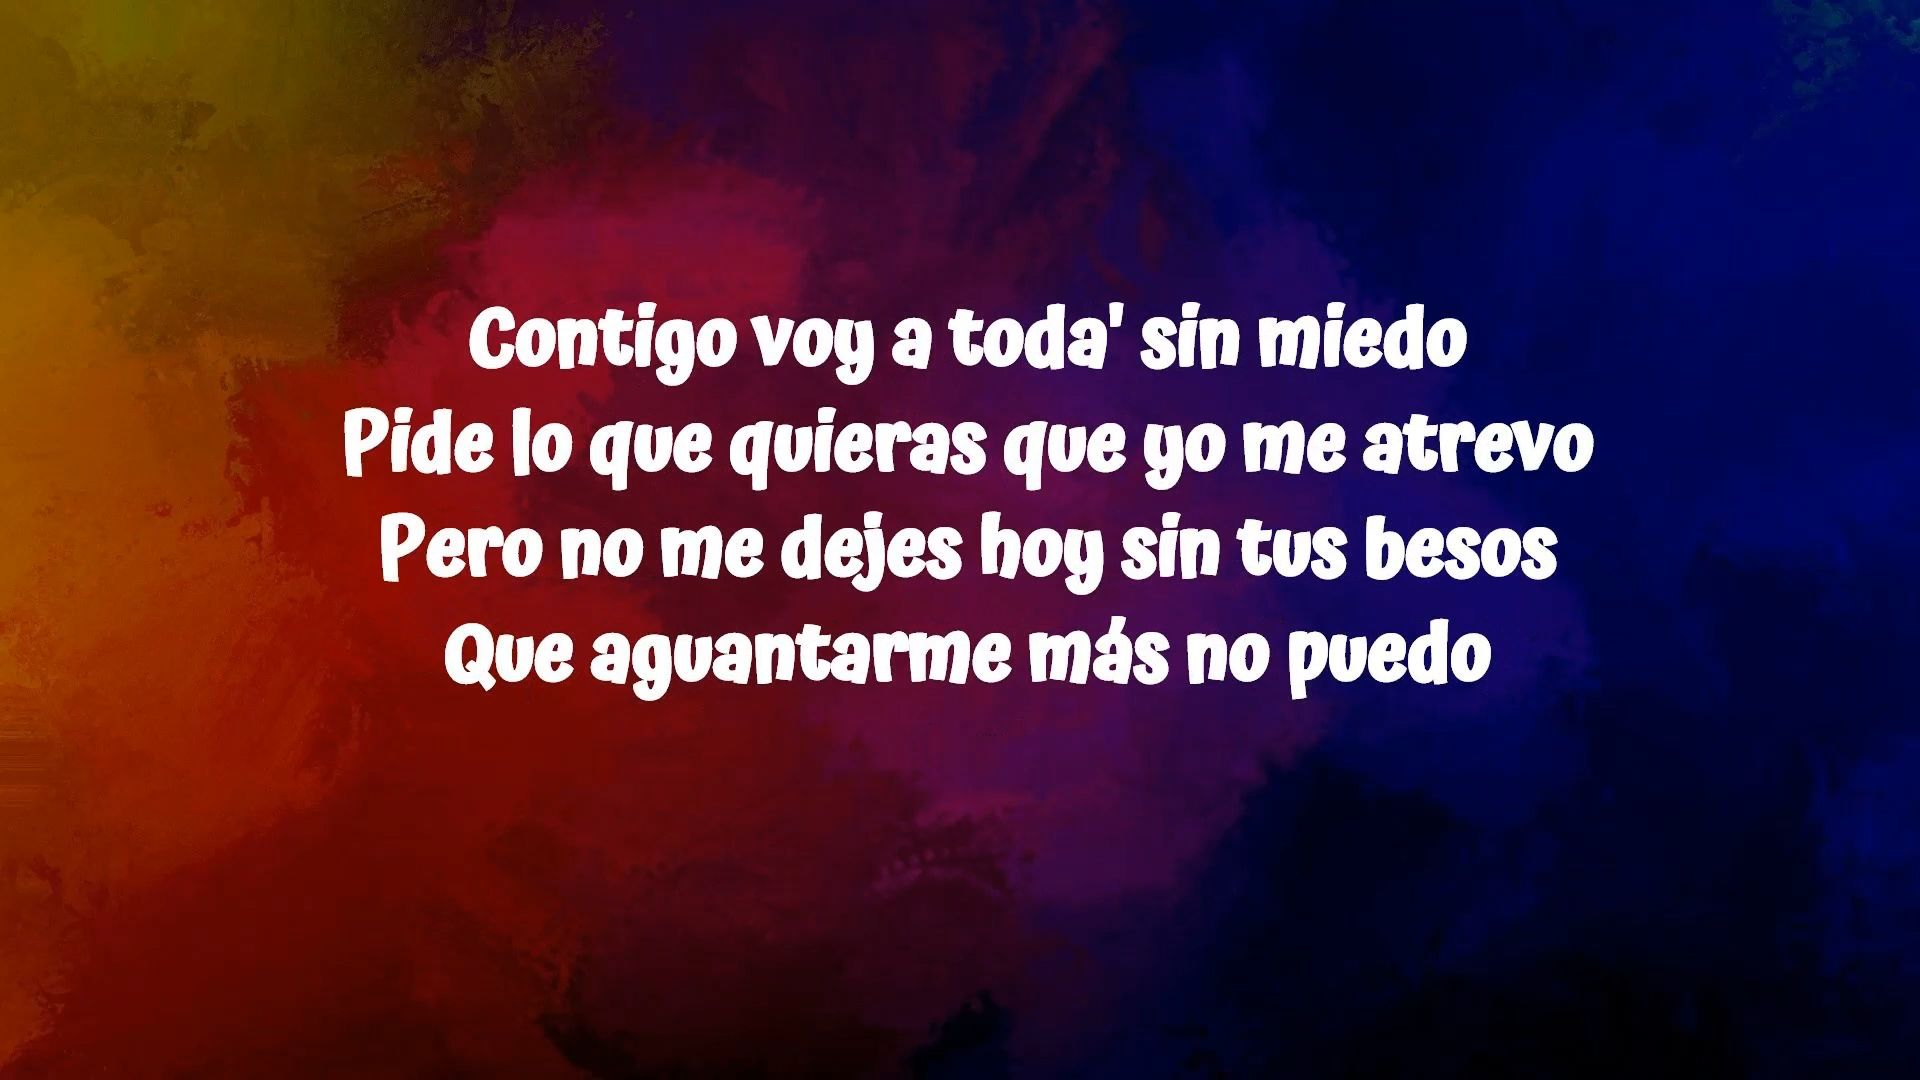 Contigo voy a toda' sin miedo
Pide lo que quieras que yo me atrevo
Pero no me dejes hoy sin tus besos
Que aguantarme más no puedo